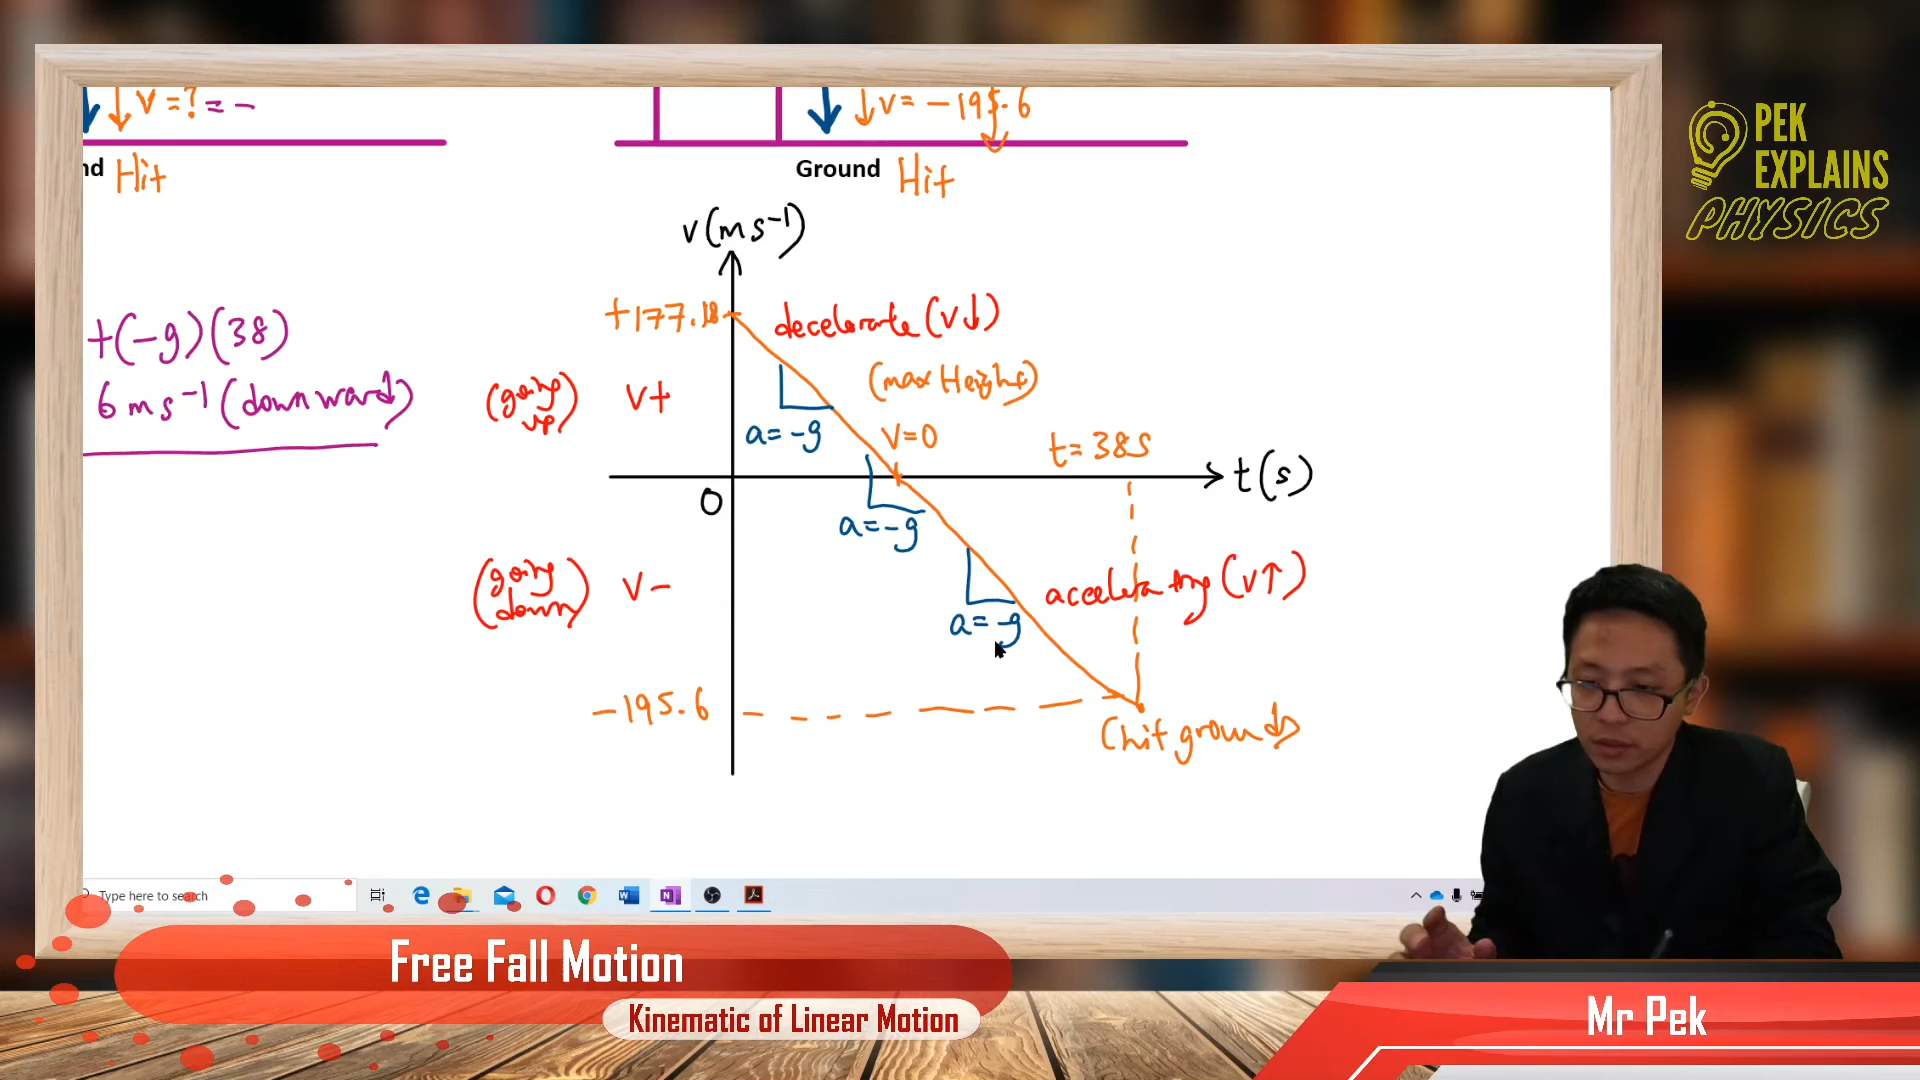 v=? = -
v= -195.6
nd Hit
Ground Hit
PEK
EXPLAINS
PHYSICS
v(ms⁻¹)
+177.18
decelerate (v↓)
+(-g)(38)
(max Height)
(going
up)
v+
6 ms⁻¹ (downward)
a= -g
v=0
t= 38s
t(s)
0
a= -g
(going
down)
v-
accelerating (v↑)
a= -g
-195.6
(hit ground)
Type here to search
Free Fall Motion
Kinematic of Linear Motion
Mr Pek